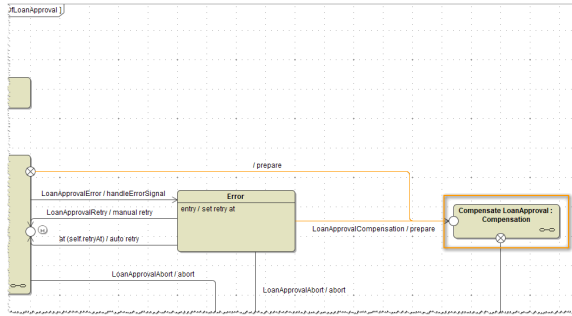 fLoanApproval }
/ prepare
LoanApprovalError / handleErrorSignal
Error
entry / set retry at
LoanApprovalRetry / manual retry
LoanApprovalCompensation / prepare
Compensate LoanApproval :
Compensation
at (self.retryAt) / auto retry
LoanApprovalAbort / abort
LoanApprovalAbort / abort